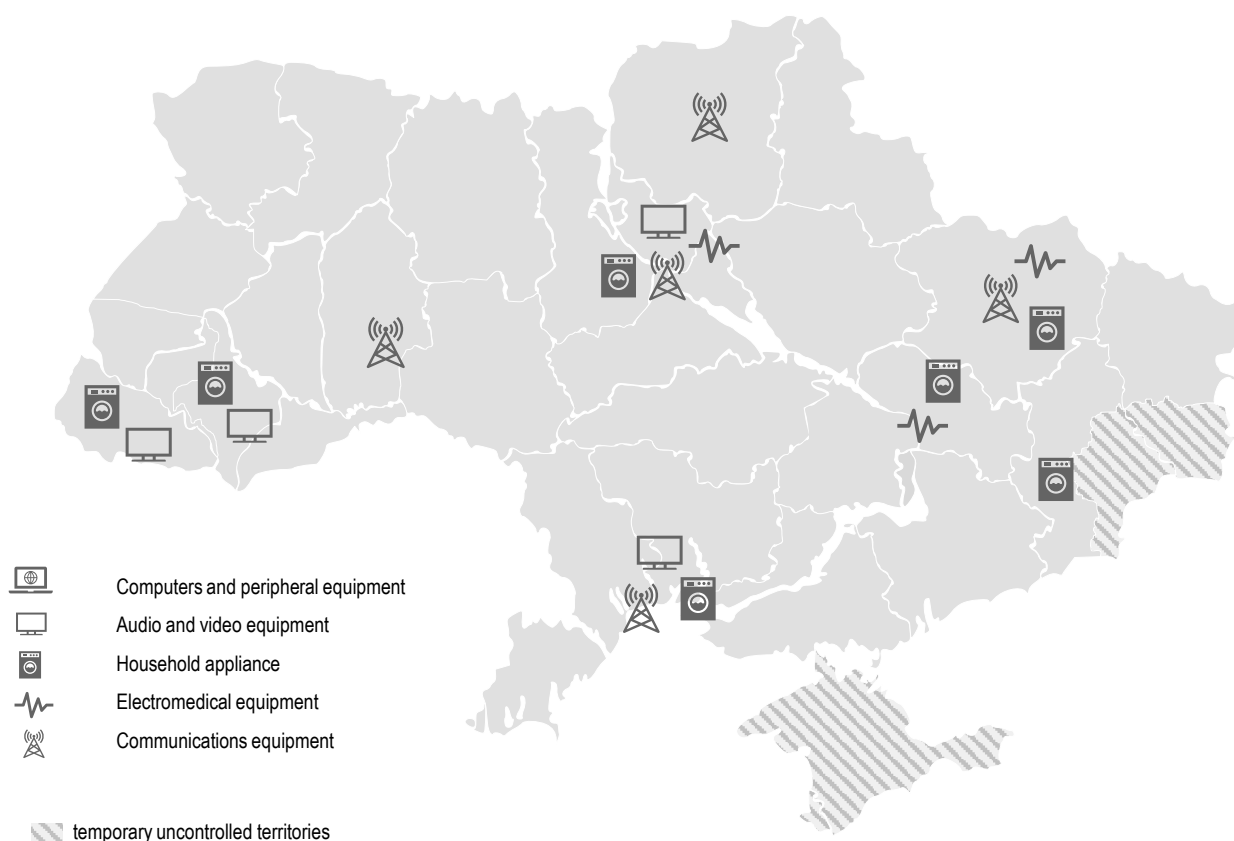 Computers and peripheral equipment
Audio and video equipment
Household appliance
Electromedical equipment
Communications equipment
temporary uncontrolled territories